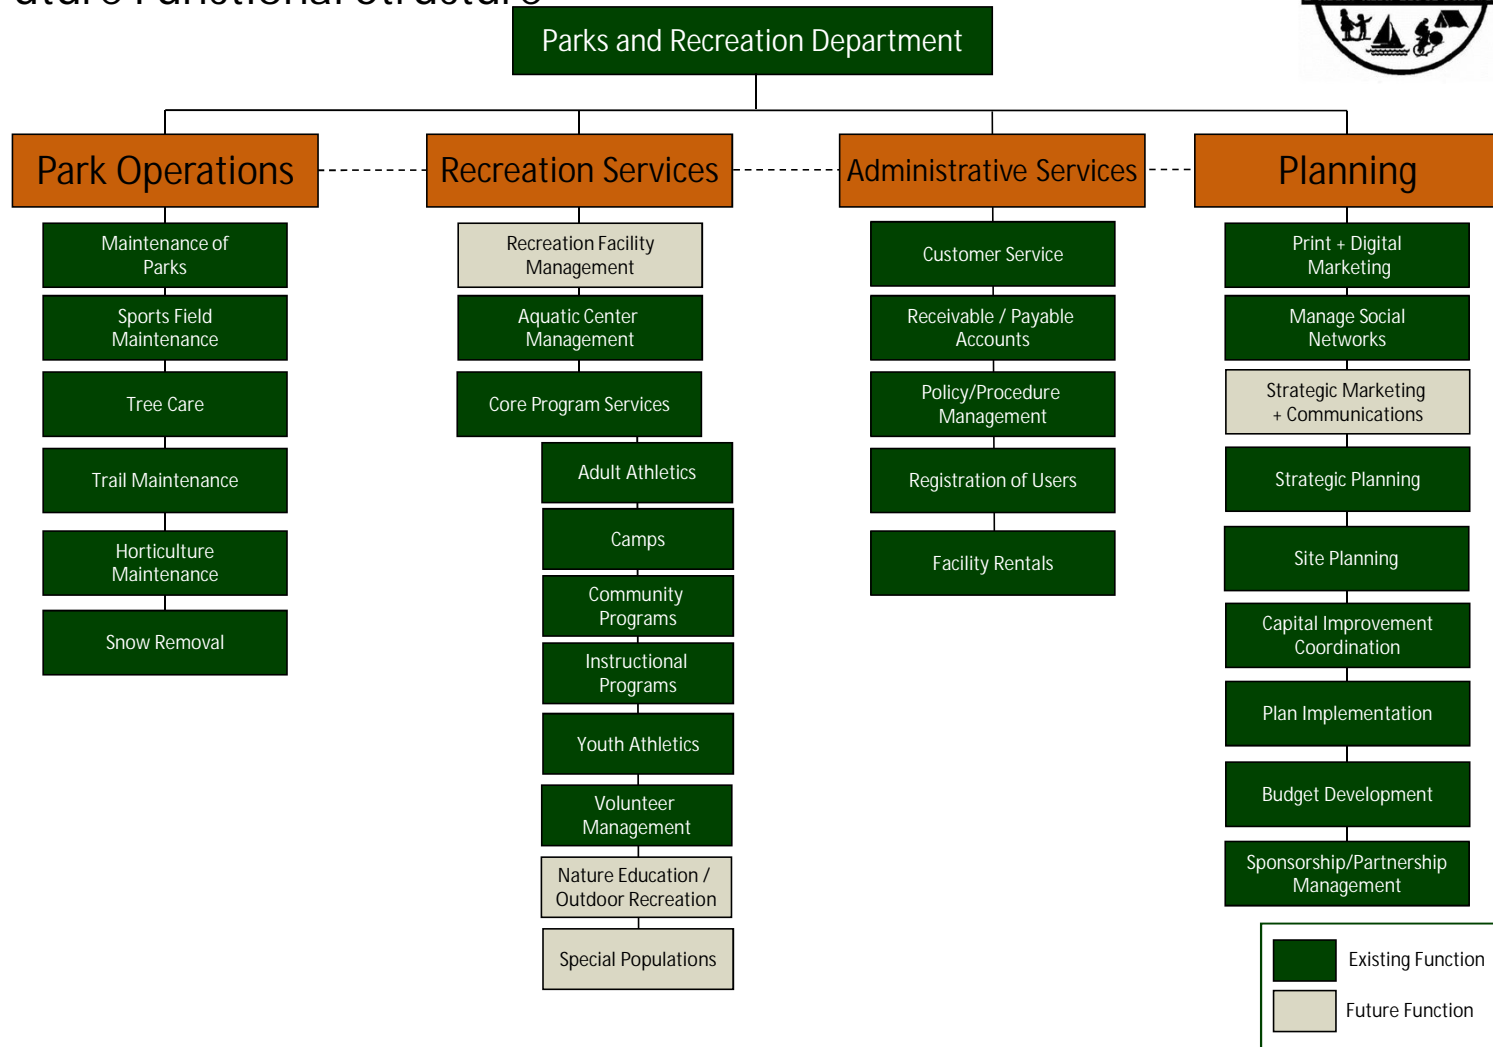 Parks and Recreation Department
Park Operations
Recreation Services
Administrative Services
Planning
Maintenance of
Parks
Sports Field
Maintenance
Tree Care
Trail Maintenance
Horticulture
Maintenance
Snow Removal
Recreation Facility
Management
Aquatic Center
Management
Core Program Services
Adult Athletics
Camps
Community
Programs
Instructional
Programs
Youth Athletics
Volunteer
Management
Nature Education /
Outdoor Recreation
Special Populations
Customer Service
Receivable / Payable
Accounts
Policy/Procedure
Management
Registration of Users
Facility Rentals
Print + Digital
Marketing
Manage Social
Networks
Strategic Marketing
+ Communications
Strategic Planning
Site Planning
Capital Improvement
Coordination
Plan Implementation
Budget Development
Sponsorship/Partnership
Management
Existing Function
Future Function